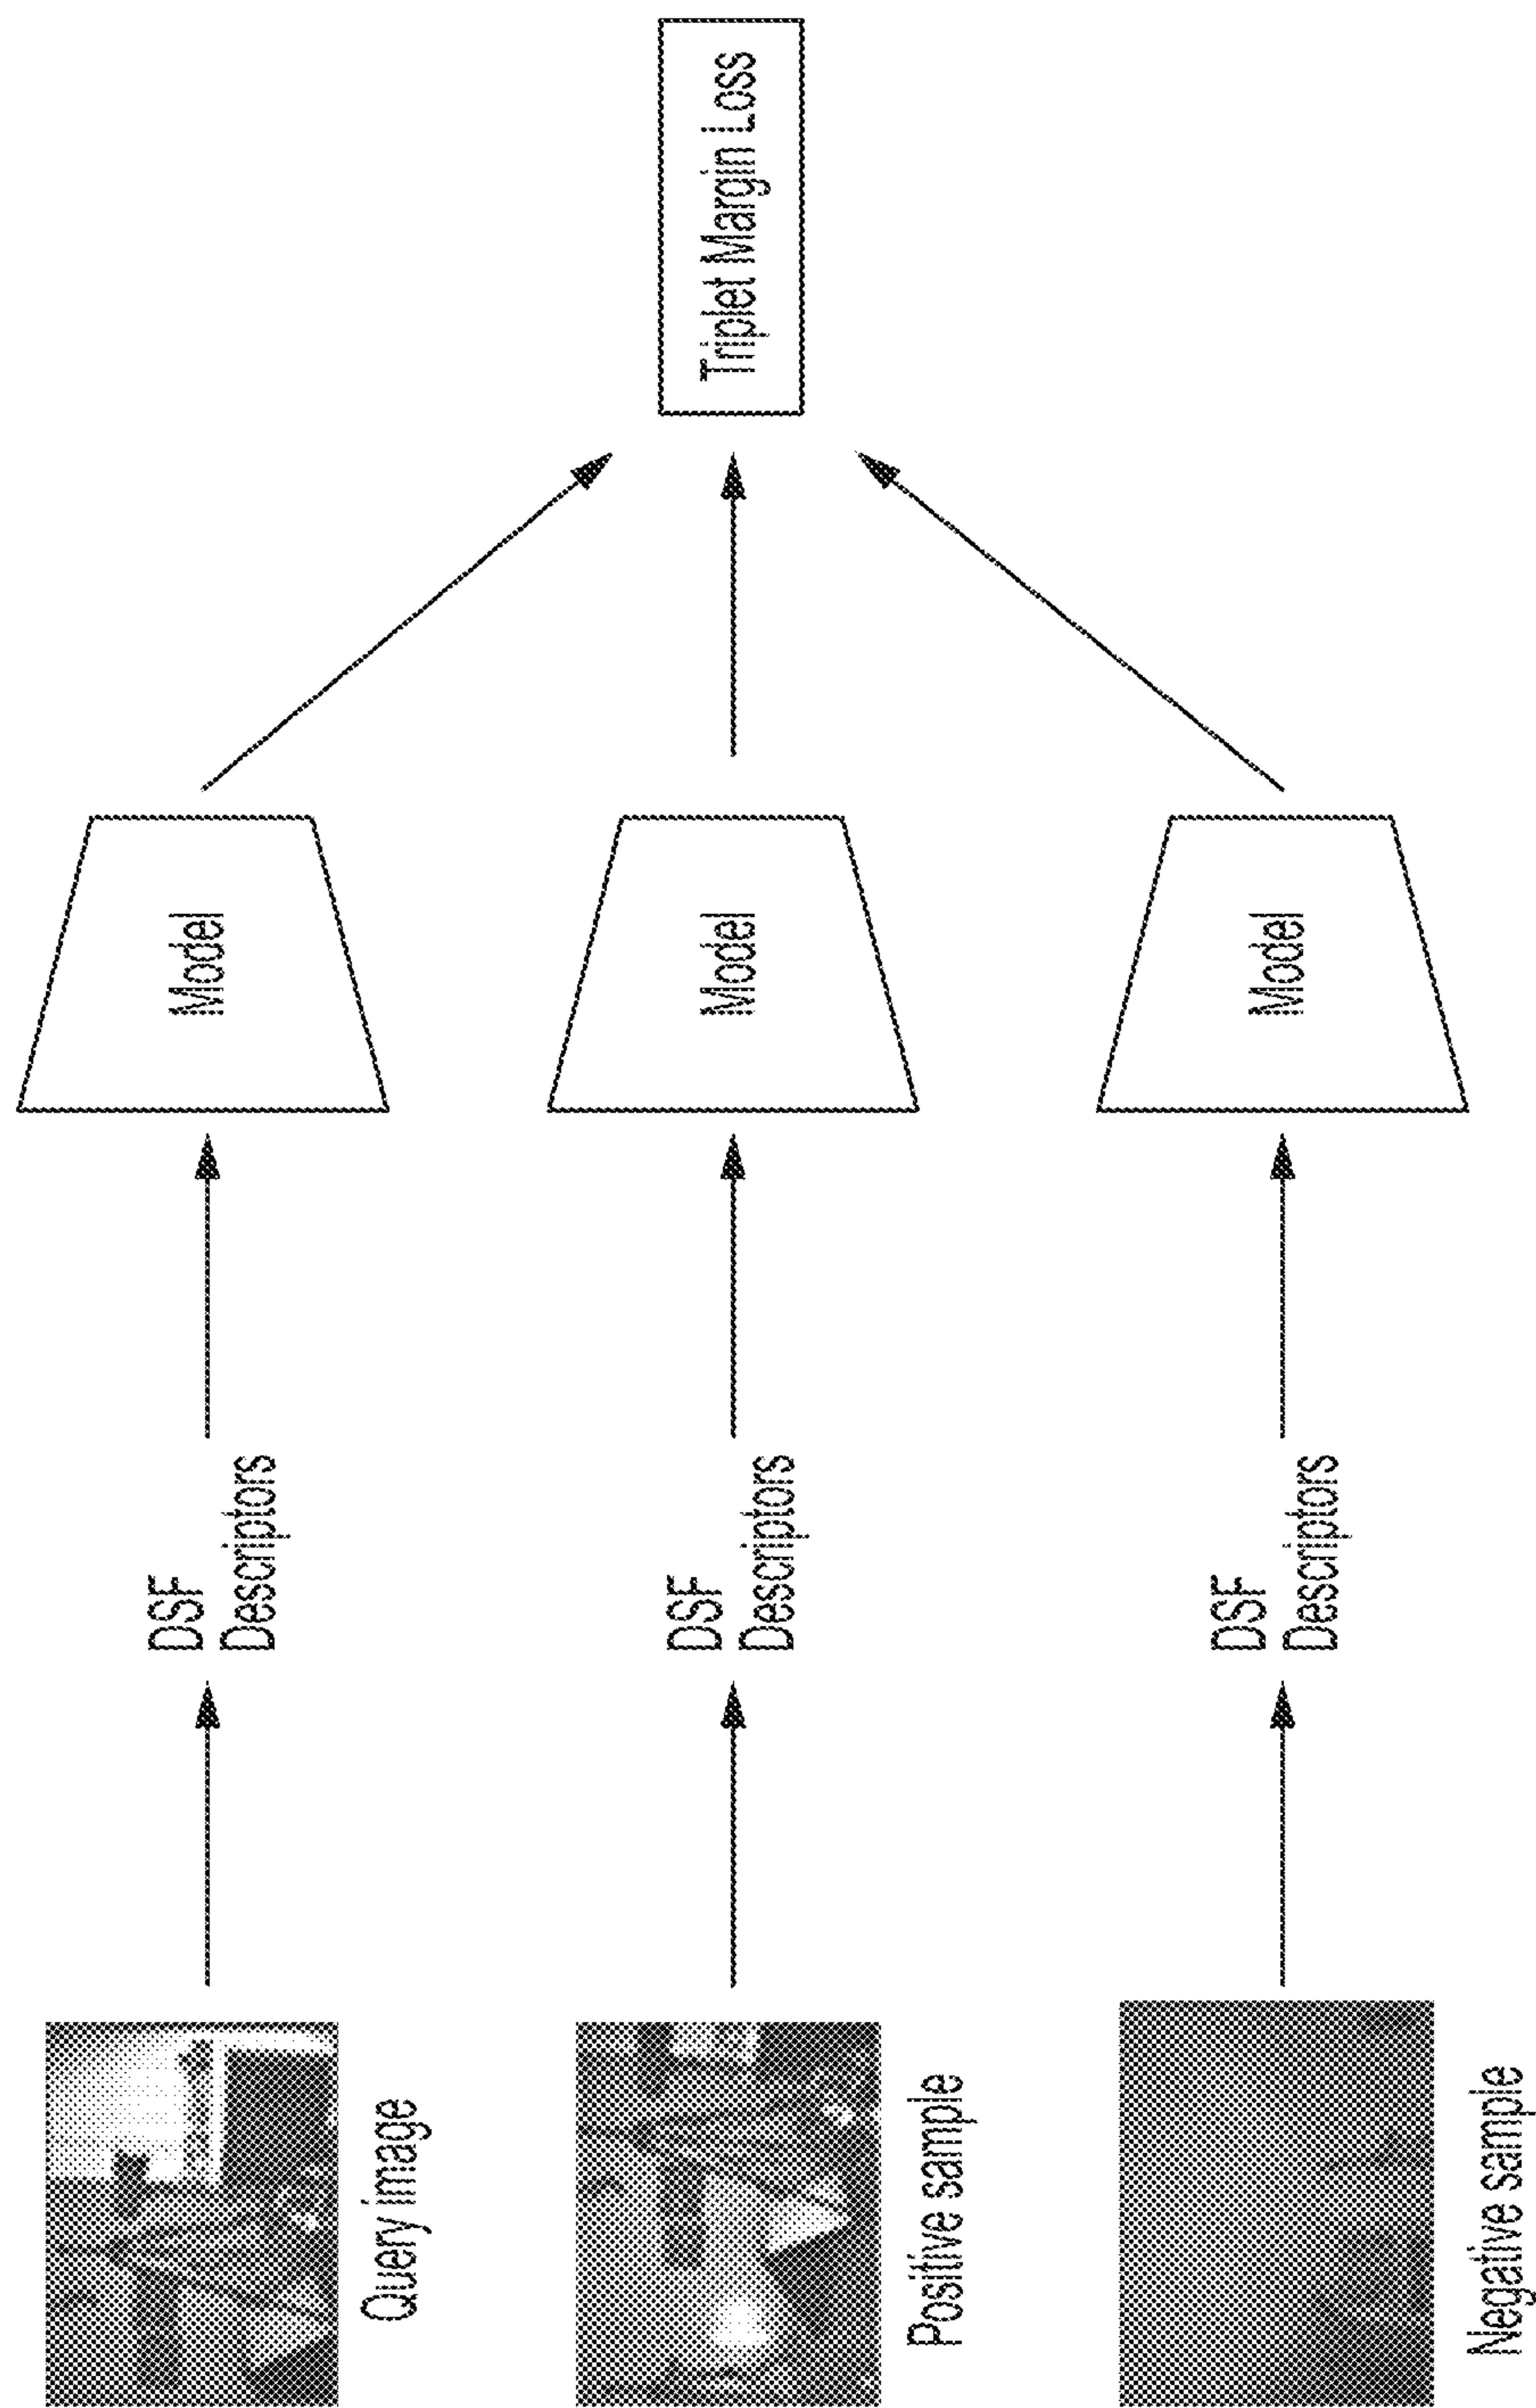 Query image
DSF
Descriptors
Model
Positive sample
DSF
Descriptors
Model
Triplet Margin Loss
Negative sample
DSF
Descriptors
Model